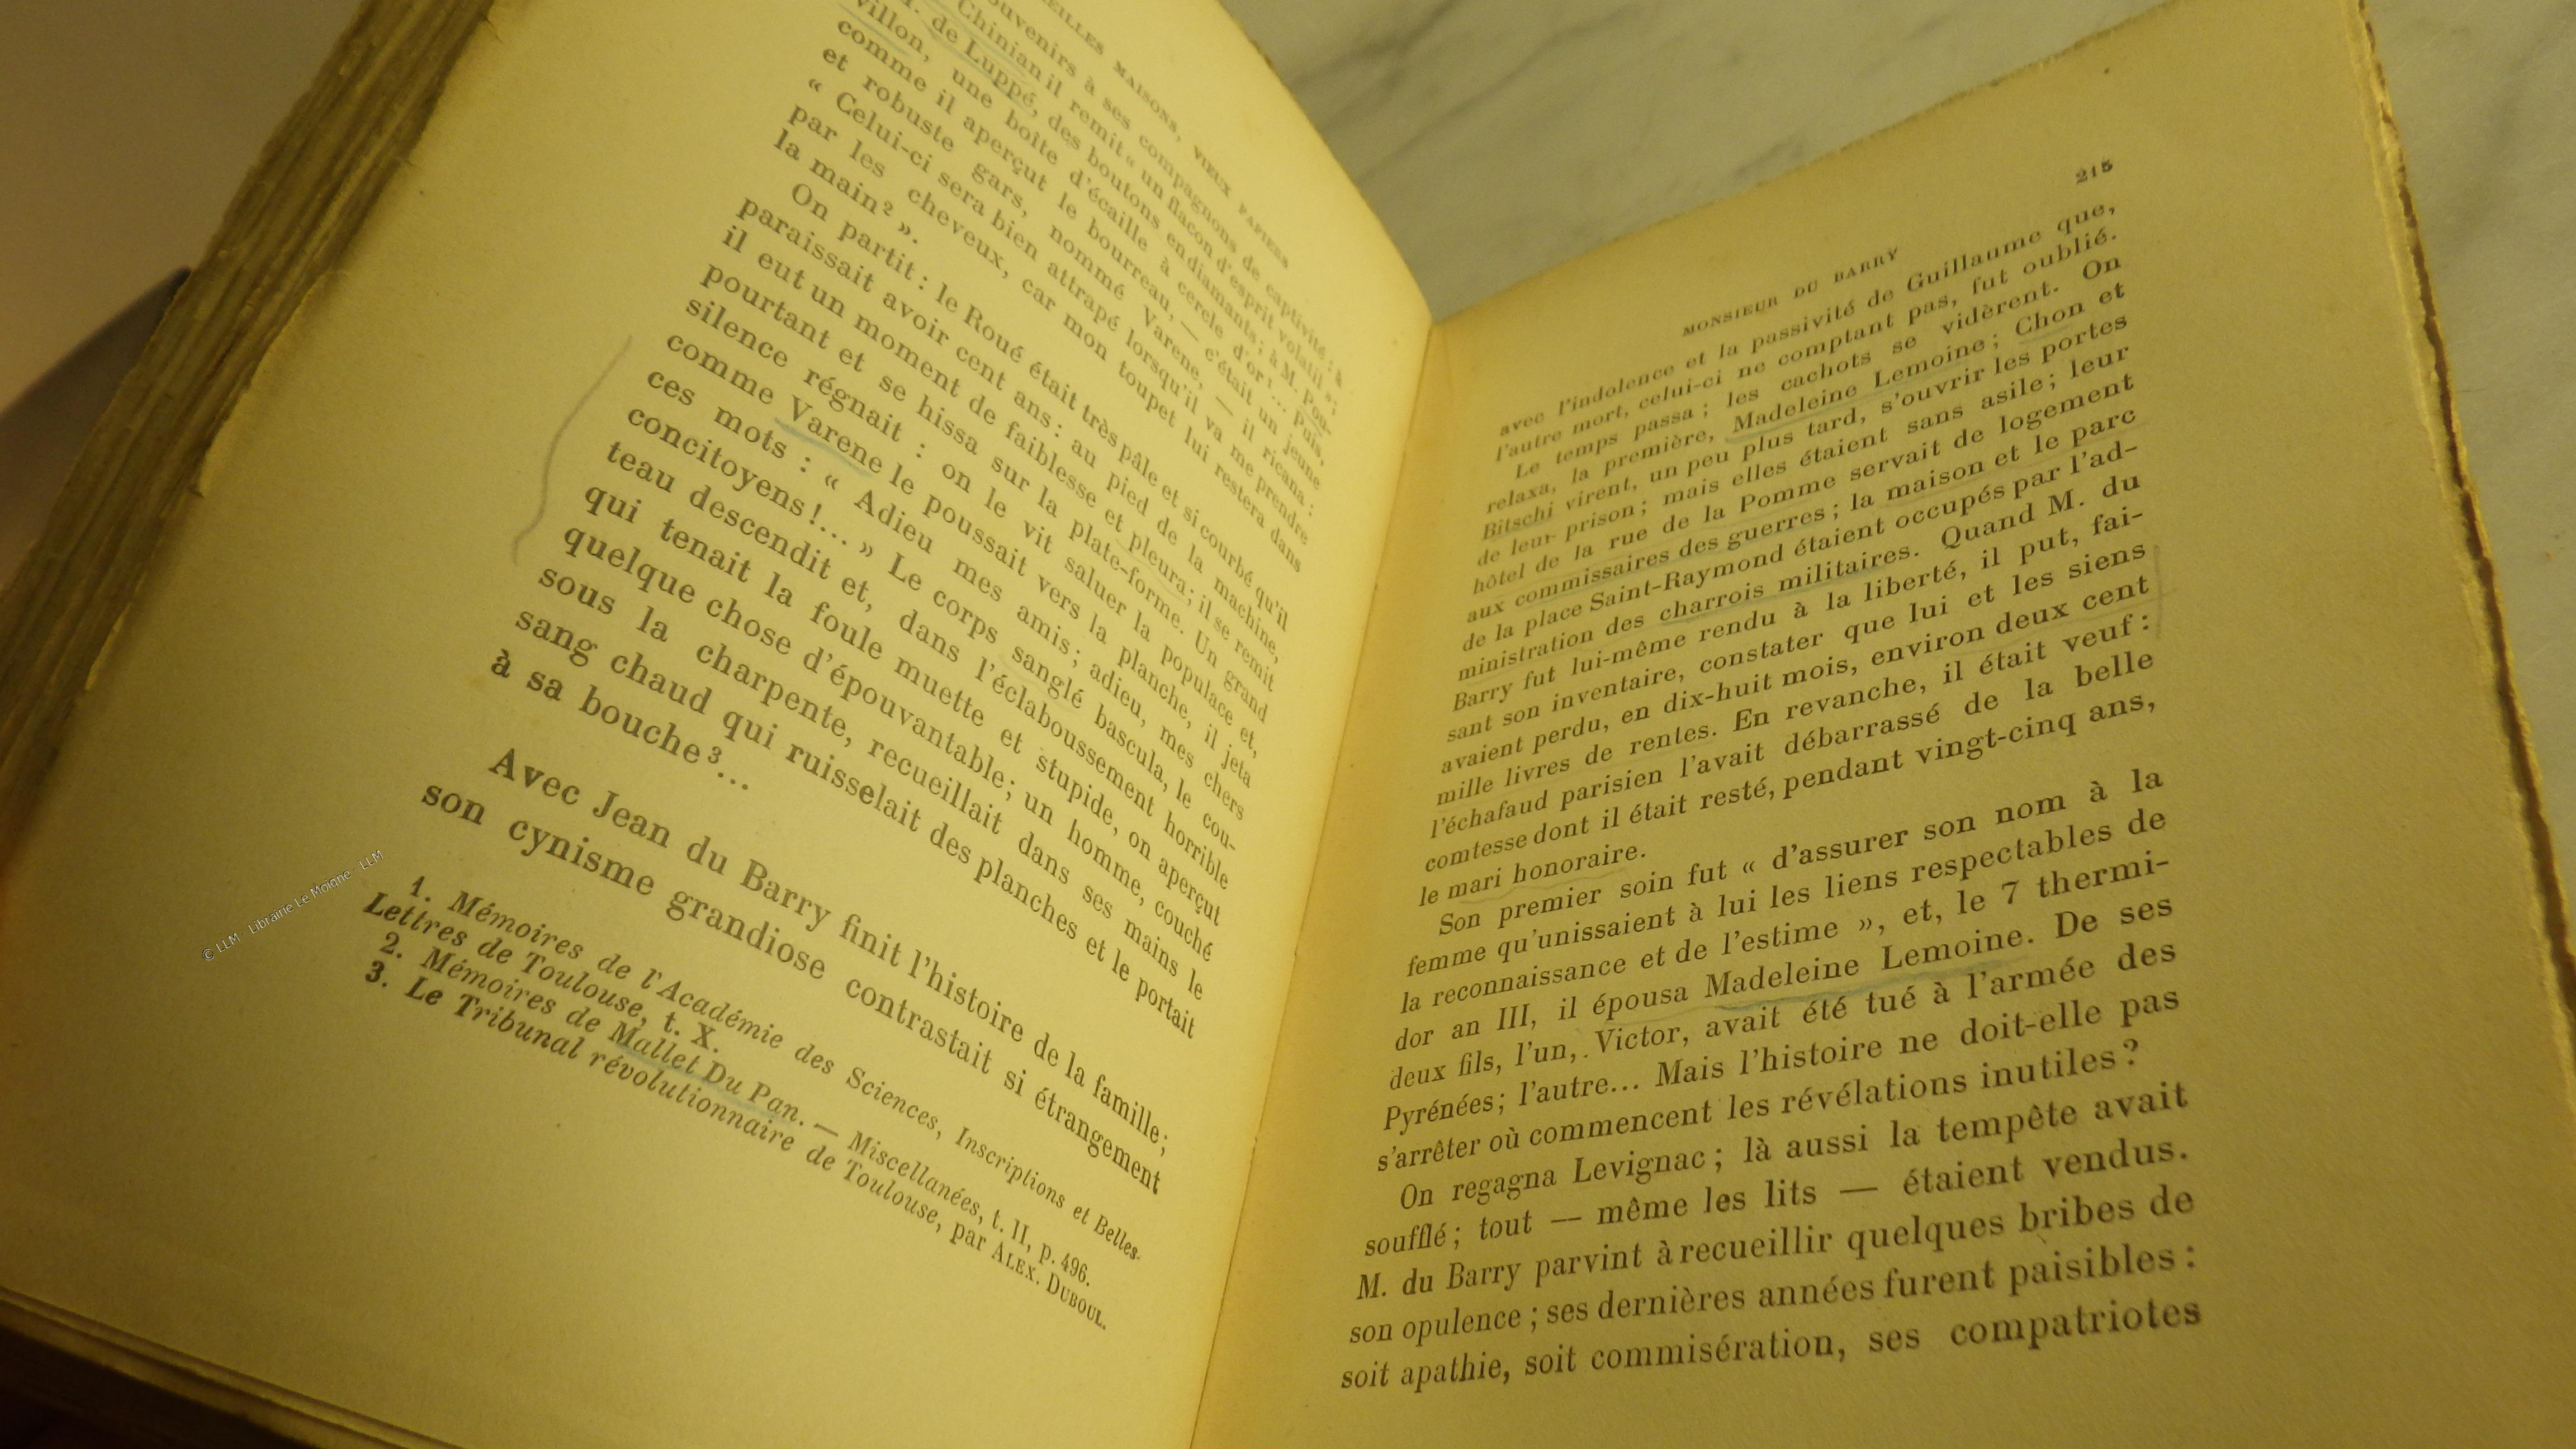 VIEILLES MAISONS, VIEUX PAPIERS
souvenirs à ses compagnons de captivité ; à
Chinian il remit « un flacon d'esprit volatil » ;
M. de Luppé, des boutons en diamants ; à M. Pou-
villon, une boîte d'écaille à cercle d'or ¹... Puis,
comme il aperçut le bourreau, — c'était un jeune
et robuste gars, nommé Varene, — il ricana :
« Celui-ci sera bien attrapé lorsqu'il va me prendre
par les cheveux, car mon toupet lui restera dans
la main ² ».
On partit : le Roué était très pâle et si courbé qu'il
paraissait avoir cent ans : au pied de la machine,
il eut un moment de faiblesse et pleura ; il se remit
pourtant et se hissa sur la plate-forme. Un grand
silence régnait : on le vit saluer la populace et,
comme Varene le poussait vers la planche, il jeta
ces mots : « Adieu mes amis ; adieu, mes chers
concitoyens !... » Le corps sanglé bascula, le cou-
teau descendit et, dans l'éclaboussement horrible
qui tenait la foule muette et stupide, on aperçut
quelque chose d'épouvantable ; un homme, couché
sous la charpente, recueillait dans ses mains le
sang chaud qui ruisselait des planches et le portait
à sa bouche ³...
Avec Jean du Barry finit l'histoire de la famille ;
son cynisme grandiose contrastait si étrangement
1. Mémoires de l'Académie des Sciences, Inscriptions et Belles-
Lettres de Toulouse, t. X.
2. Mémoires de Mallet Du Pan. — Miscellanées, t. II, p. 496.
3. Le Tribunal révolutionnaire de Toulouse, par ALEX. DUBOUL.
© LLM Librairie Le Moigne LLM
MONSIEUR DU BARRY 215
avec l'indolence et la passivité de Guillaume que,
l'autre mort, celui-ci ne comptant pas, fut oublié.
Le temps passa ; les cachots se vidèrent. On
relaxa, la première, Madeleine Lemoine ; Chon et
Bitschi virent, un peu plus tard, s'ouvrir les portes
de leur prison ; mais elles étaient sans asile ; leur
hôtel de la rue de la Pomme servait de logement
aux commissaires des guerres ; la maison et le parc
de la place Saint-Raymond étaient occupés par l'ad-
ministration des charrois militaires. Quand M. du
Barry fut lui-même rendu à la liberté, il put, fai-
sant son inventaire, constater que lui et les siens
avaient perdu, en dix-huit mois, environ deux cent
mille livres de rentes. En revanche, il était veuf :
l'échafaud parisien l'avait débarrassé de la belle
comtesse dont il était resté, pendant vingt-cinq ans,
le mari honoraire.
Son premier soin fut « d'assurer son nom à la
femme qu'unissaient à lui les liens respectables de
la reconnaissance et de l'estime », et, le 7 thermi-
dor an III, il épousa Madeleine Lemoine. De ses
deux fils, l'un, Victor, avait été tué à l'armée des
Pyrénées ; l'autre... Mais l'histoire ne doit-elle pas
s'arrêter où commencent les révélations inutiles ?
On regagna Levignac ; là aussi la tempête avait
soufflé ; tout — même les lits — étaient vendus.
M. du Barry parvint à recueillir quelques bribes de
son opulence ; ses dernières années furent paisibles :
soit apathie, soit commisération, ses compatriotes